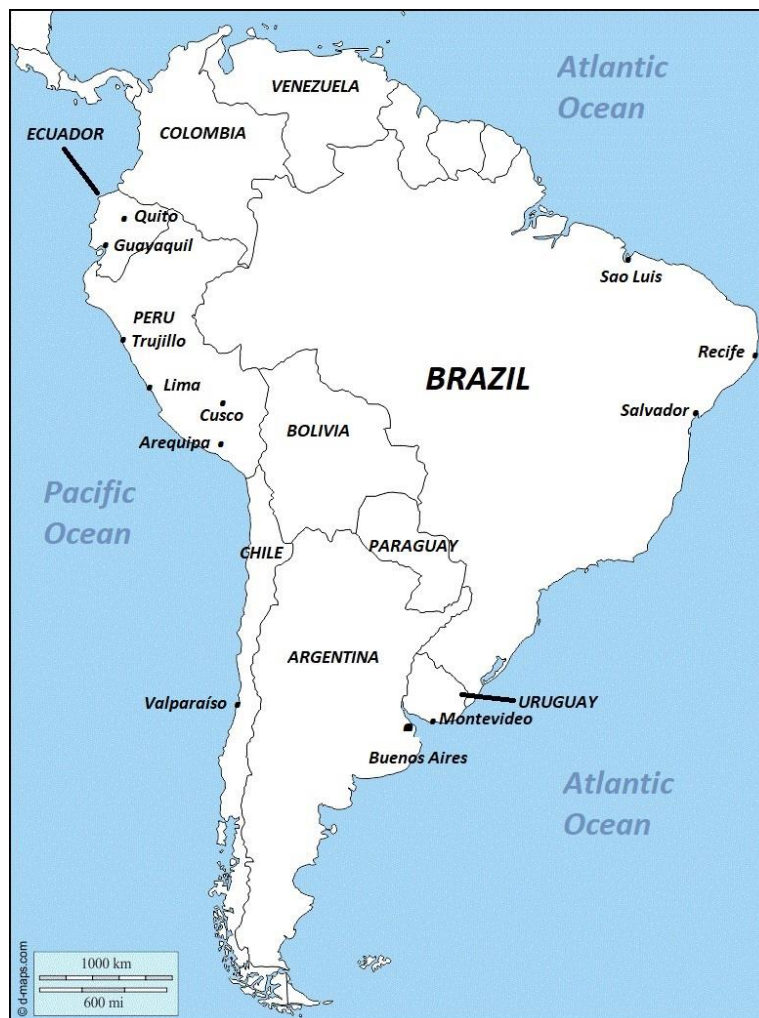 Atlantic
Ocean
VENEZUELA
ECUADOR
COLOMBIA
Quito
Guayaquil
Sao Luis
PERU
Trujillo
Recife
BRAZIL
Lima
Cusco
Salvador
Arequipa
BOLIVIA
Pacific
Ocean
CHILE
PARAGUAY
ARGENTINA
Valparaíso
URUGUAY
Montevideo
Buenos Aires
Atlantic
Ocean
© d-maps.com
1000 km
600 mi